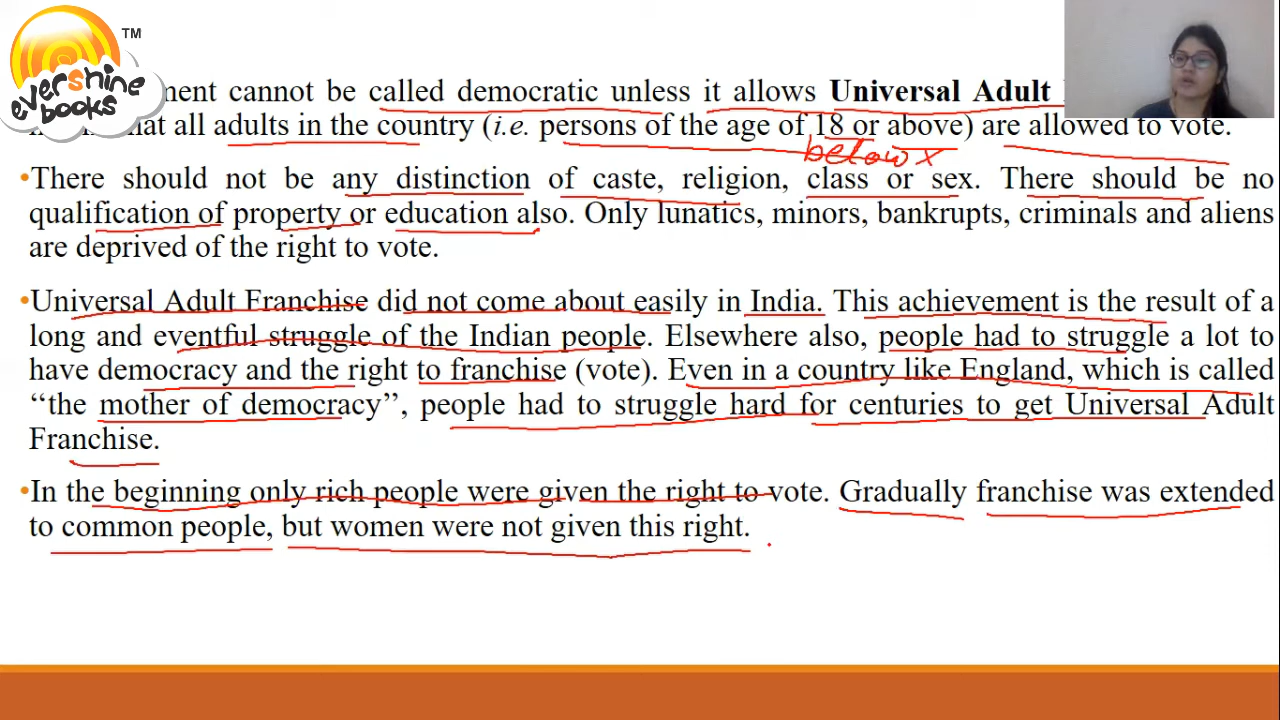 TM
evershine
books
ment cannot be called democratic unless it allows Universal Adult
that all adults in the country (i.e. persons of the age of 18 or above) are allowed to vote.
below x
•There should not be any distinction of caste, religion, class or sex. There should be no
qualification of property or education also. Only lunatics, minors, bankrupts, criminals and aliens
are deprived of the right to vote.
•Universal Adult Franchise did not come about easily in India. This achievement is the result of a
long and eventful struggle of the Indian people. Elsewhere also, people had to struggle a lot to
have democracy and the right to franchise (vote). Even in a country like England, which is called
‘‘the mother of democracy’’, people had to struggle hard for centuries to get Universal Adult
Franchise.
•In the beginning only rich people were given the right to vote. Gradually franchise was extended
to common people, but women were not given this right.